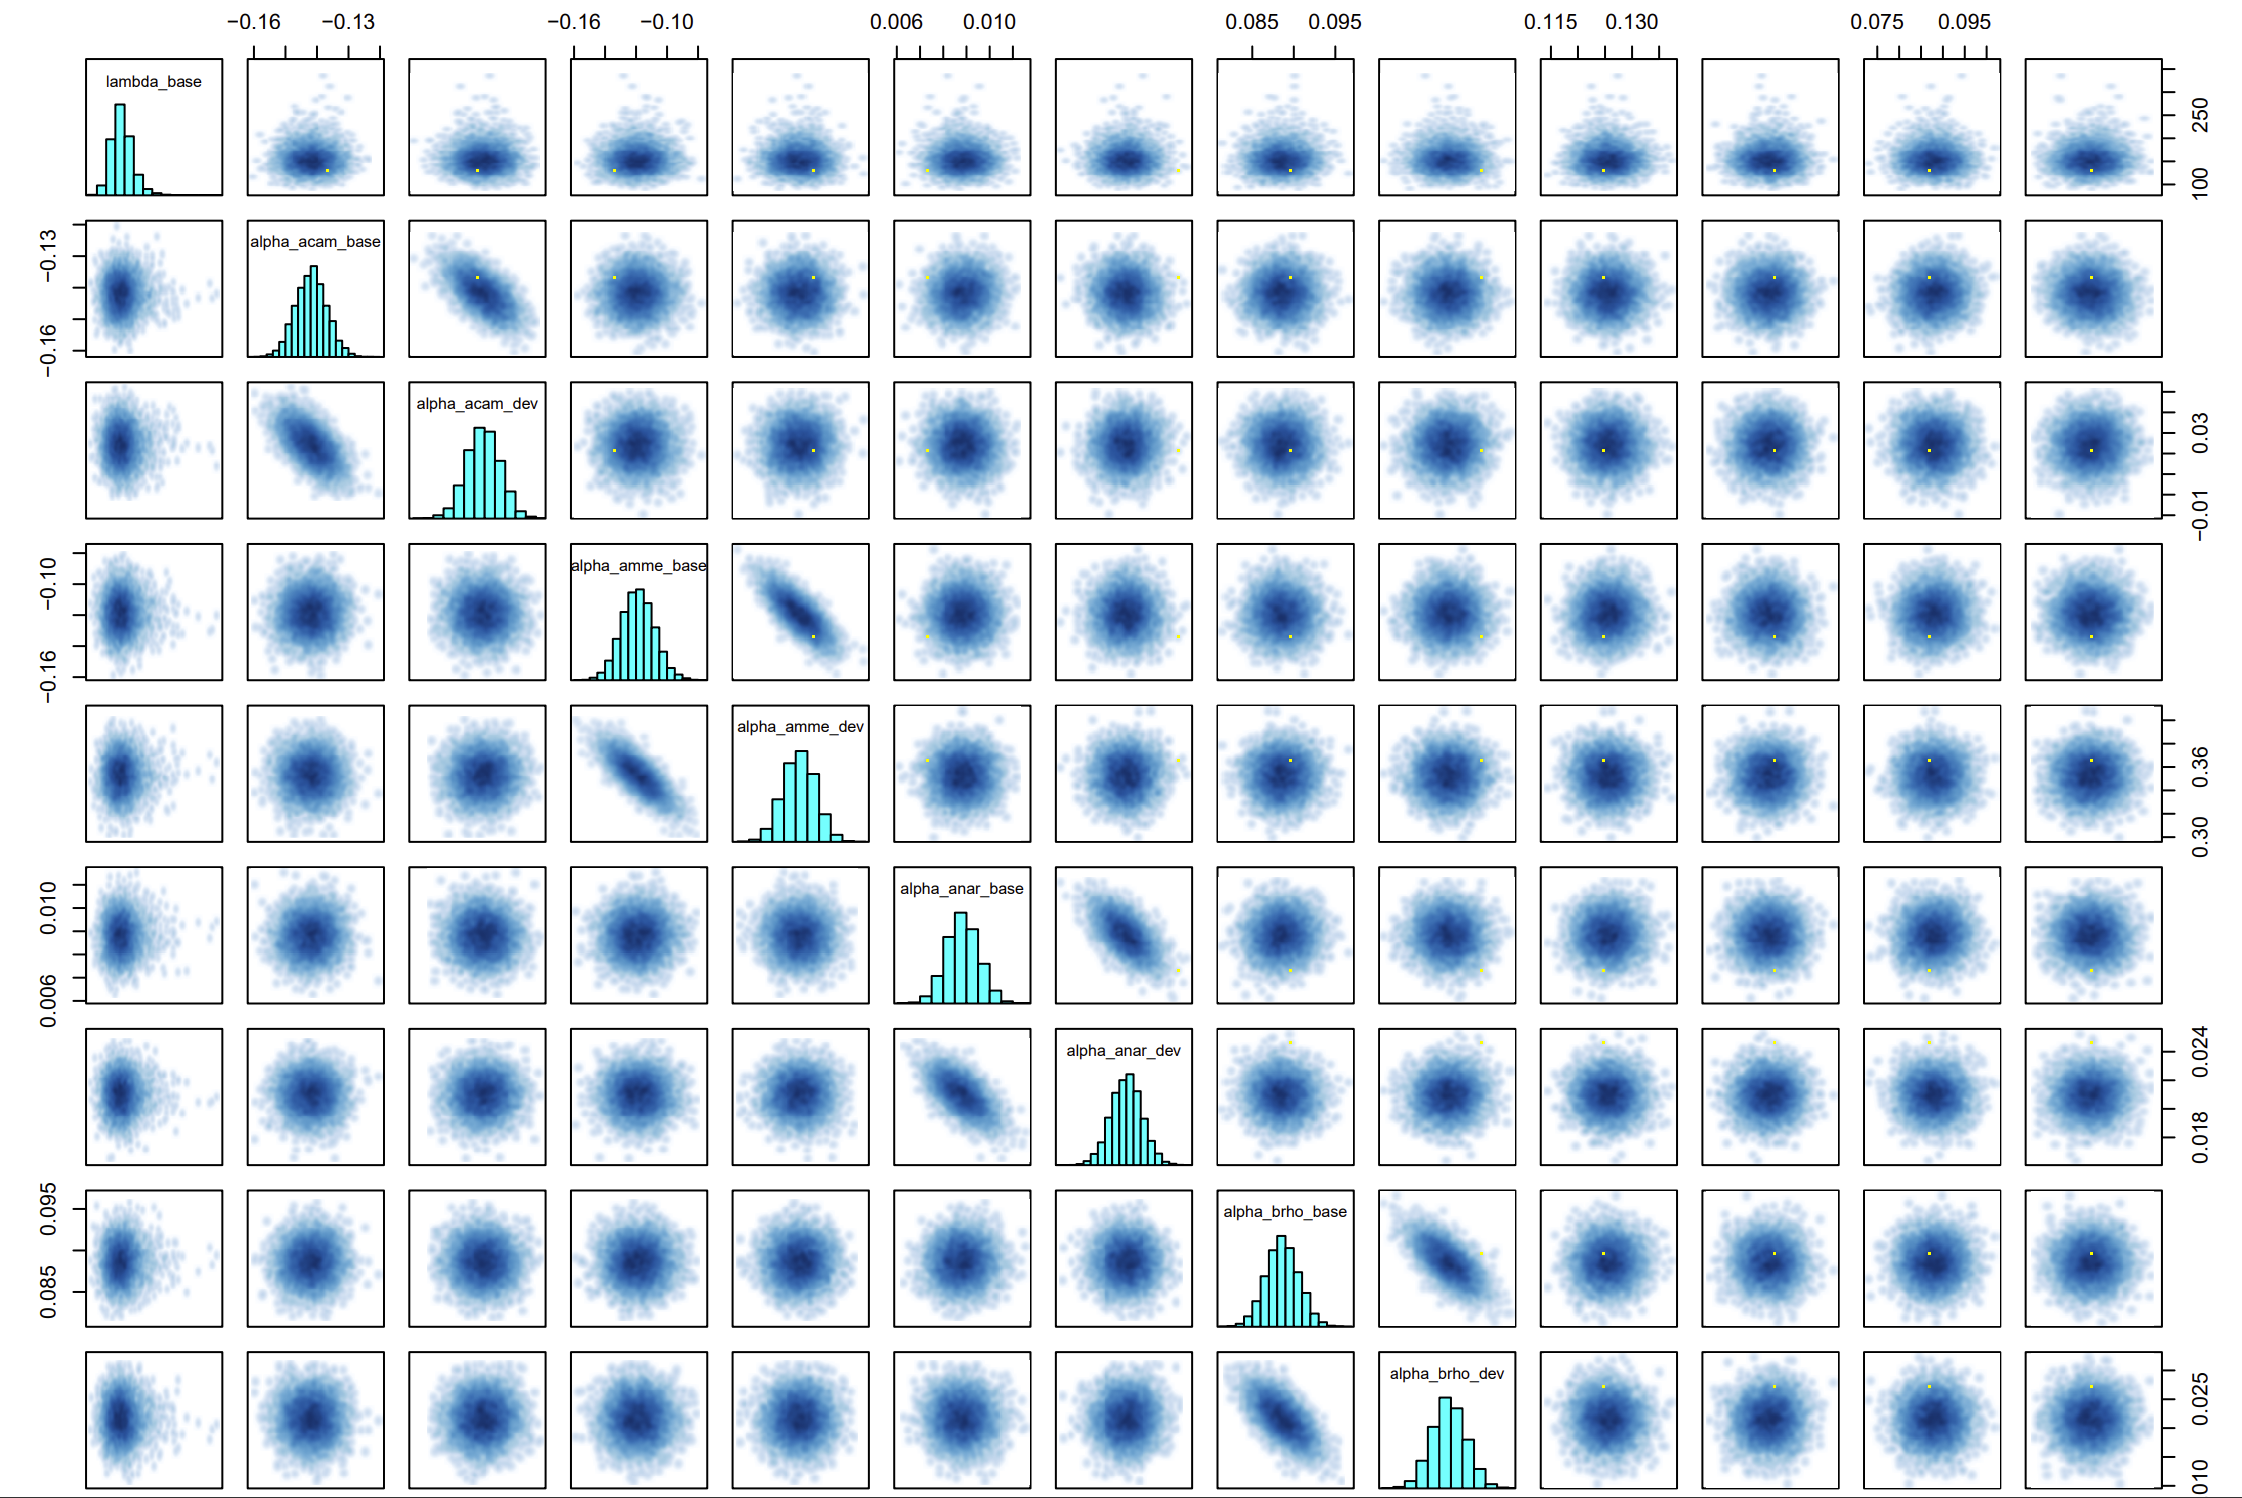 −0.16 −0.13 −0.16 −0.10 0.006 0.010 0.085 0.095 0.115 0.130 0.075 0.095
lambda_base
250
100
−0.13
alpha_acam_base
−0.16
alpha_acam_dev
0.03
−0.01
−0.10
alpha_amme_base
−0.16
alpha_amme_dev
0.36
0.30
0.010
alpha_anar_base
0.006
alpha_anar_dev
0.024
0.018
0.095
alpha_brho_base
0.085
alpha_brho_dev
0.025
010